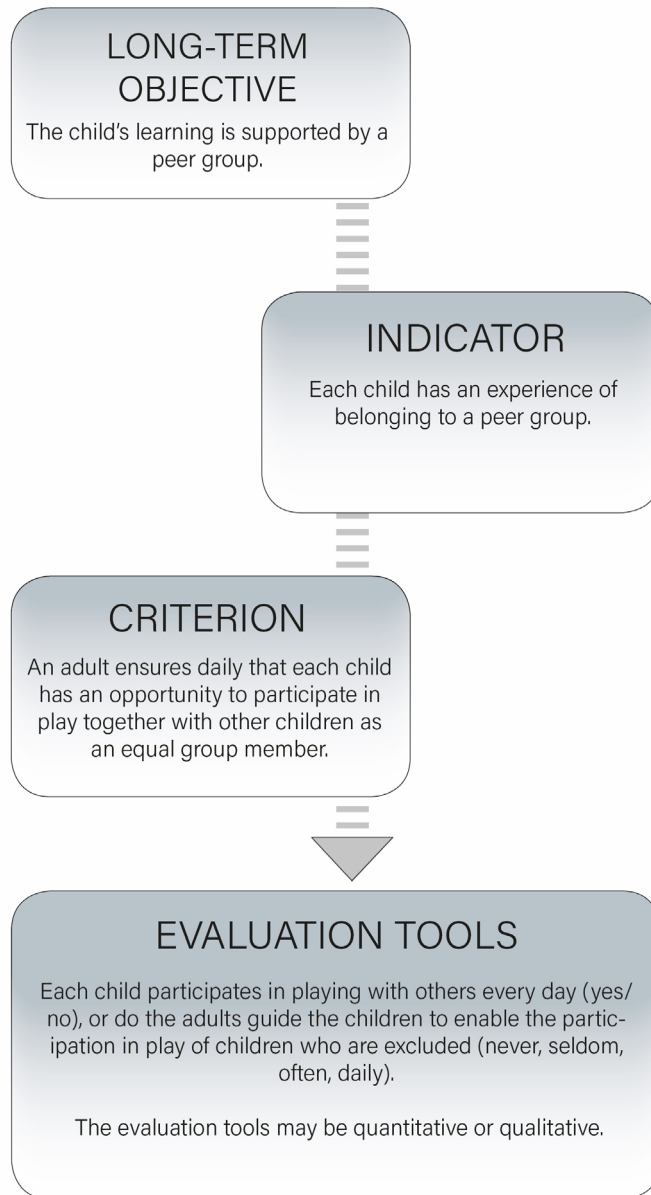 LONG-TERM
OBJECTIVE
The child’s learning is supported by a
peer group.
INDICATOR
Each child has an experience of
belonging to a peer group.
CRITERION
An adult ensures daily that each child
has an opportunity to participate in
play together with other children as
an equal group member.
EVALUATION TOOLS
Each child participates in playing with others every day (yes/
no), or do the adults guide the children to enable the partic-
ipation in play of children who are excluded (never, seldom,
often, daily).
The evaluation tools may be quantitative or qualitative.